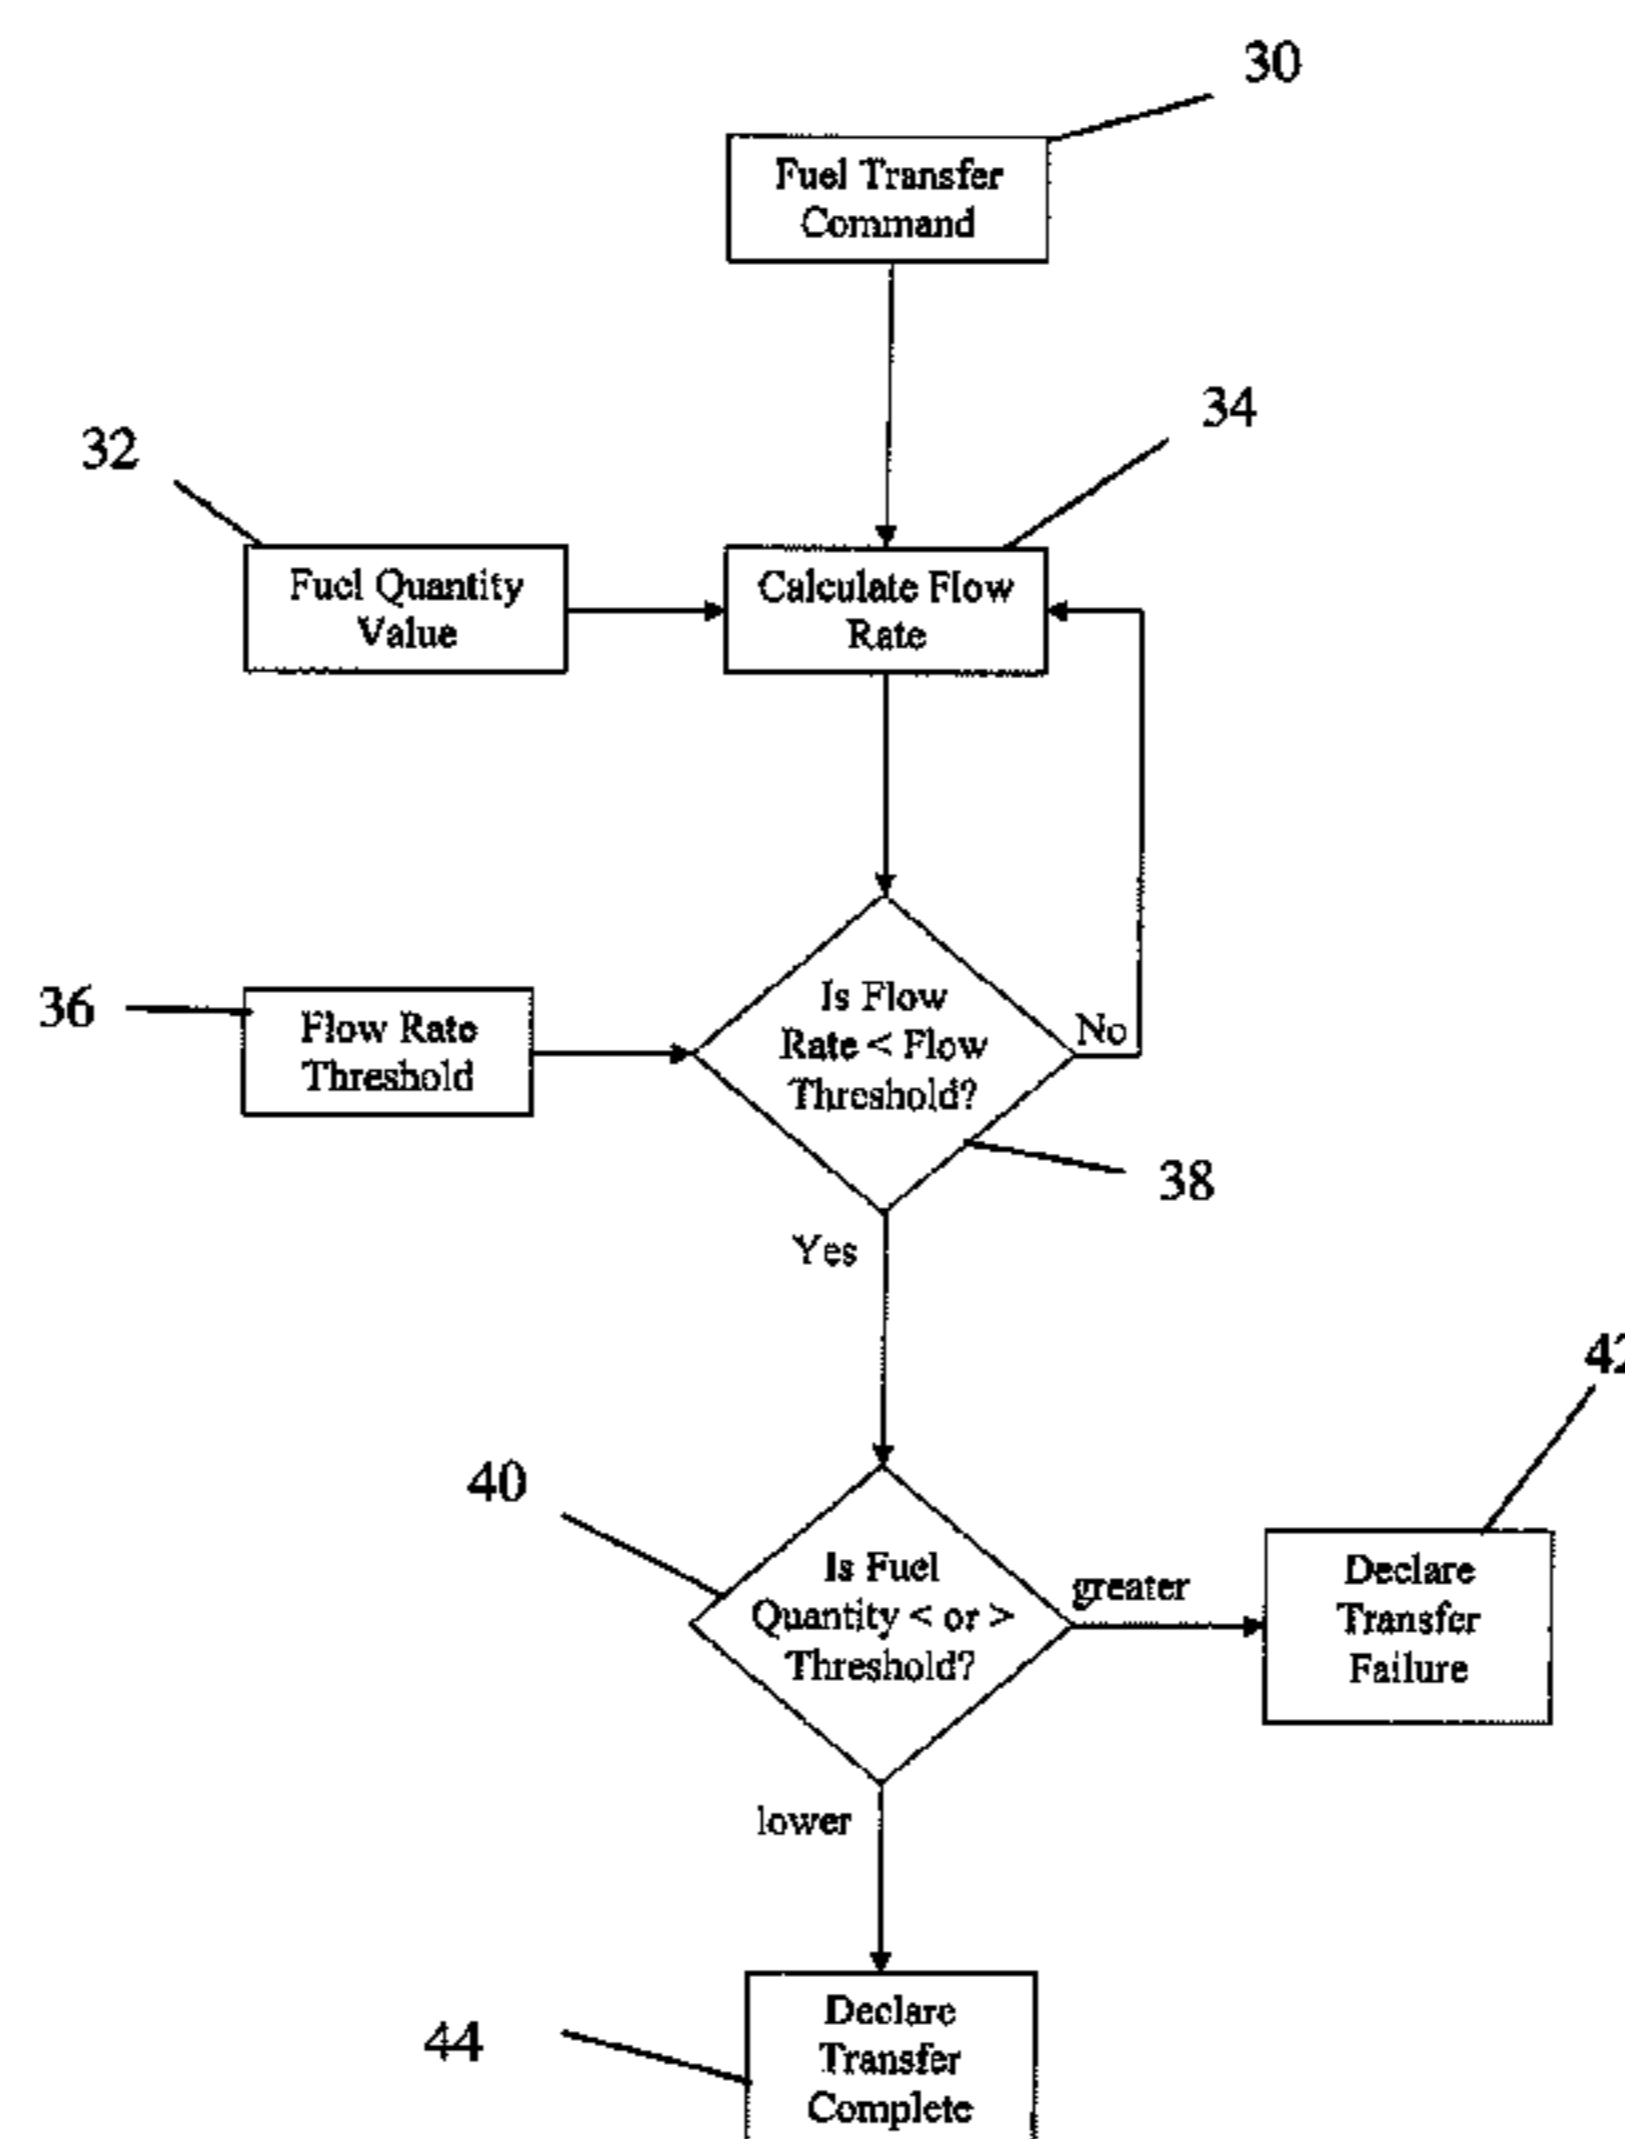 30
Fuel Transfer
Command
32
34
Fuel Quantity
Value
Calculate Flow
Rate
36
Flow Rate
Threshold
Is Flow
Rate < Flow
Threshold?
No
38
Yes
42
40
Is Fuel
Quantity < or >
Threshold?
greater
Declare
Transfer
Failure
lower
44
Declare
Transfer
Complete